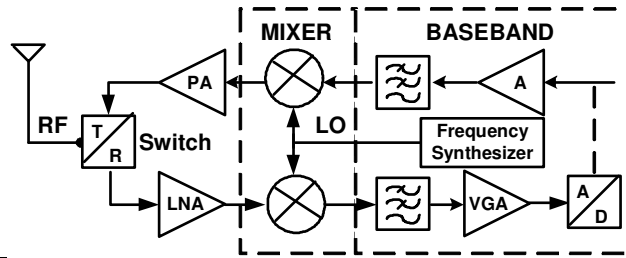 MIXER
BASEBAND
PA
A
RF
T
R
Switch
LO
Frequency
Synthesizer
LNA
VGA
A
D